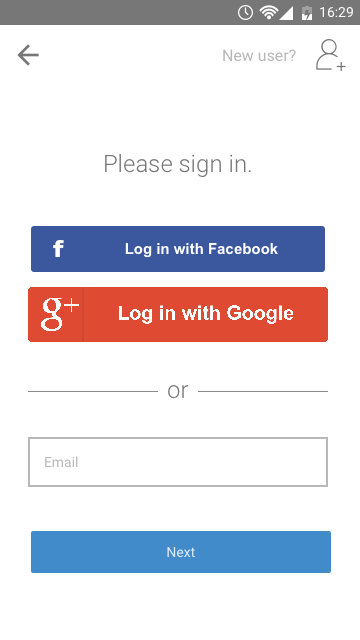 16:29
New user?
Please sign in.
f Log in with Facebook
g+ Log in with Google
or
Email
Next